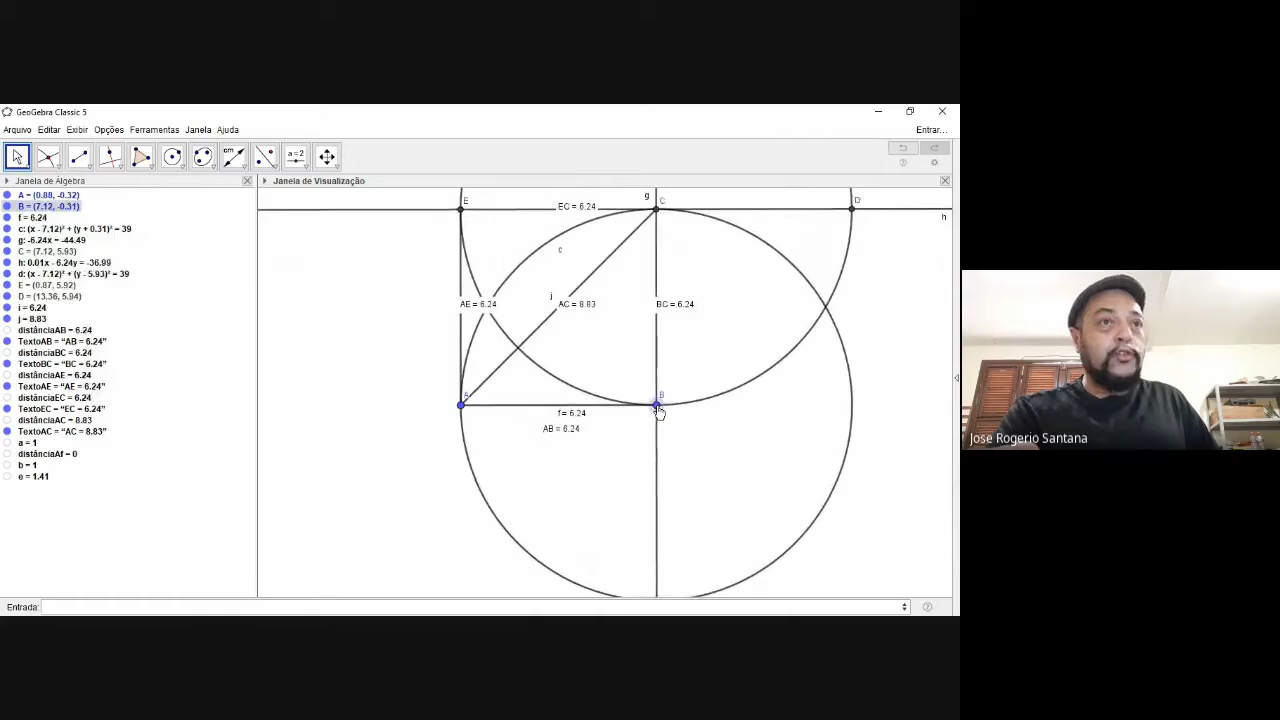 GeoGebra Classic 5
Arquivo Editar Exibir Opções Ferramentas Janela Ajuda
Entrar...
cm
a=2
Janela de Álgebra
Janela de Visualização
A = (0.88, -0.32)
B = (7.12, -0.31)
f = 6.24
c: (x - 7.12)² + (y + 0.31)² = 39
g: -6.24x = -44.49
C = (7.12, 5.93)
h: 0.01x - 6.24y = -36.99
d: (x - 7.12)² + (y - 5.93)² = 39
E = (0.87, 5.92)
D = (13.36, 5.94)
i = 6.24
j = 8.83
distânciaAB = 6.24
TextoAB = “AB = 6.24”
distânciaBC = 6.24
TextoBC = “BC = 6.24”
distânciaAE = 6.24
TextoAE = “AE = 6.24”
distânciaEC = 6.24
TextoEC = “EC = 6.24”
distânciaAC = 8.83
TextoAC = “AC = 8.83”
a = 1
distânciaAf = 0
b = 1
e = 1.41
g
E
EC = 6.24
C
D
h
c
j
AE = 6.24
AC = 8.83
BC = 6.24
A
B
f = 6.24
AB = 6.24
Entrada:
Jose Rogerio Santana